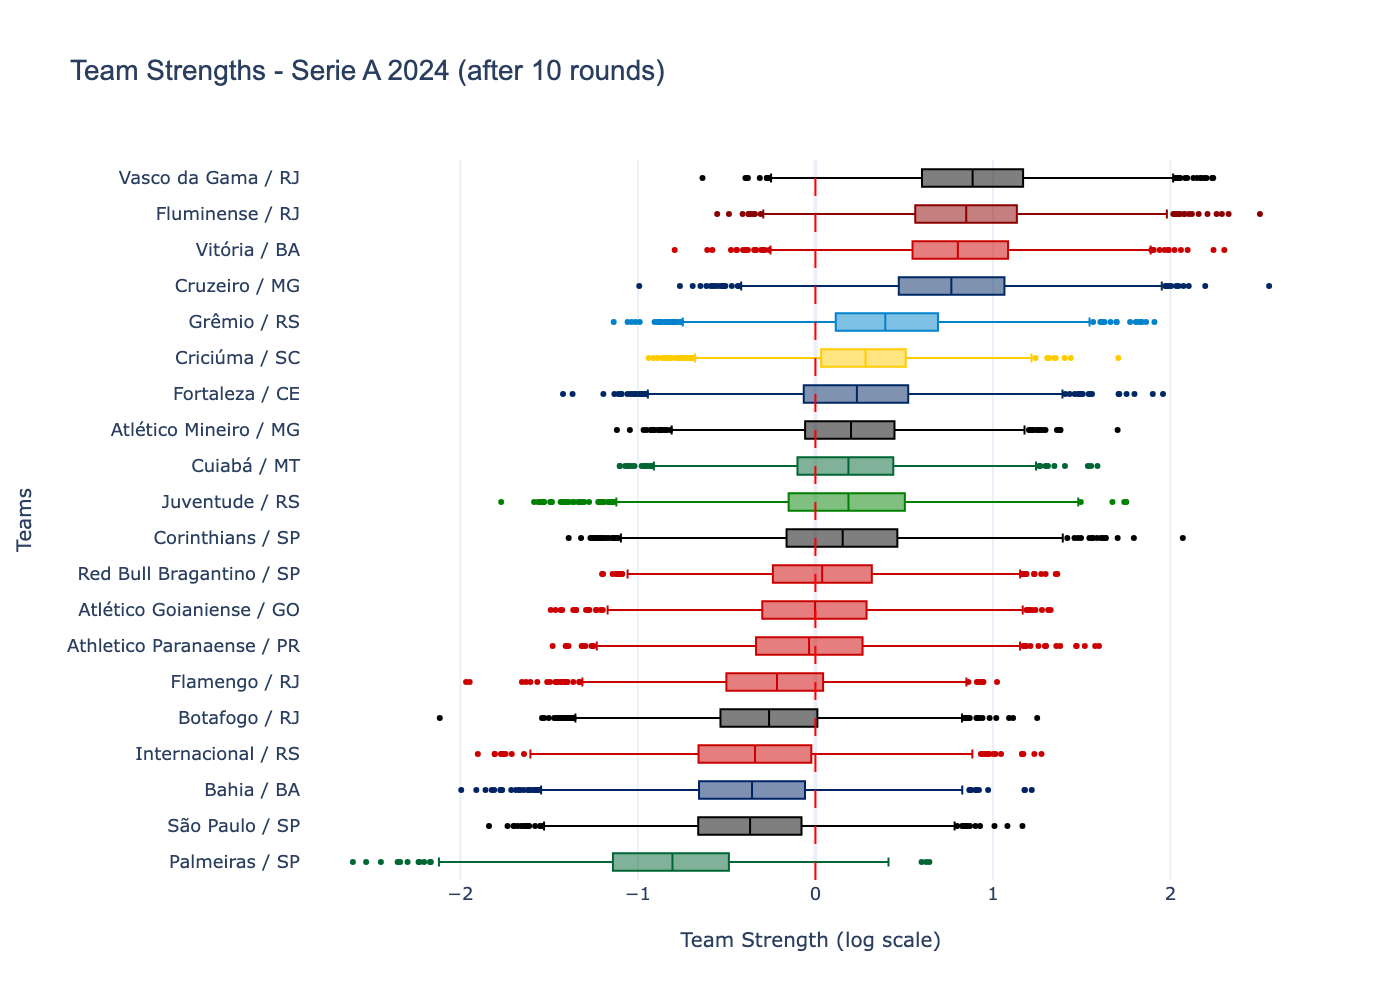 Team Strengths - Serie A 2024 (after 10 rounds)
Teams
Vasco da Gama / RJ
Fluminense / RJ
Vitória / BA
Cruzeiro / MG
Grêmio / RS
Criciúma / SC
Fortaleza / CE
Atlético Mineiro / MG
Cuiabá / MT
Juventude / RS
Corinthians / SP
Red Bull Bragantino / SP
Atlético Goianiense / GO
Athletico Paranaense / PR
Flamengo / RJ
Botafogo / RJ
Internacional / RS
Bahia / BA
São Paulo / SP
Palmeiras / SP
−2 −1 0 1 2
Team Strength (log scale)